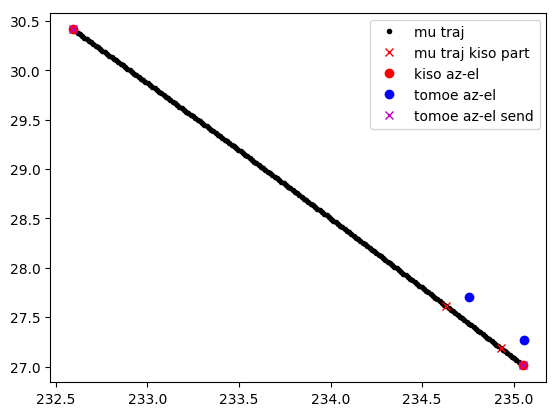 30.5
30.0
29.5
29.0
28.5
28.0
27.5
27.0
232.5 233.0 233.5 234.0 234.5 235.0
mu traj
mu traj kiso part
kiso az-el
tomoe az-el
tomoe az-el send